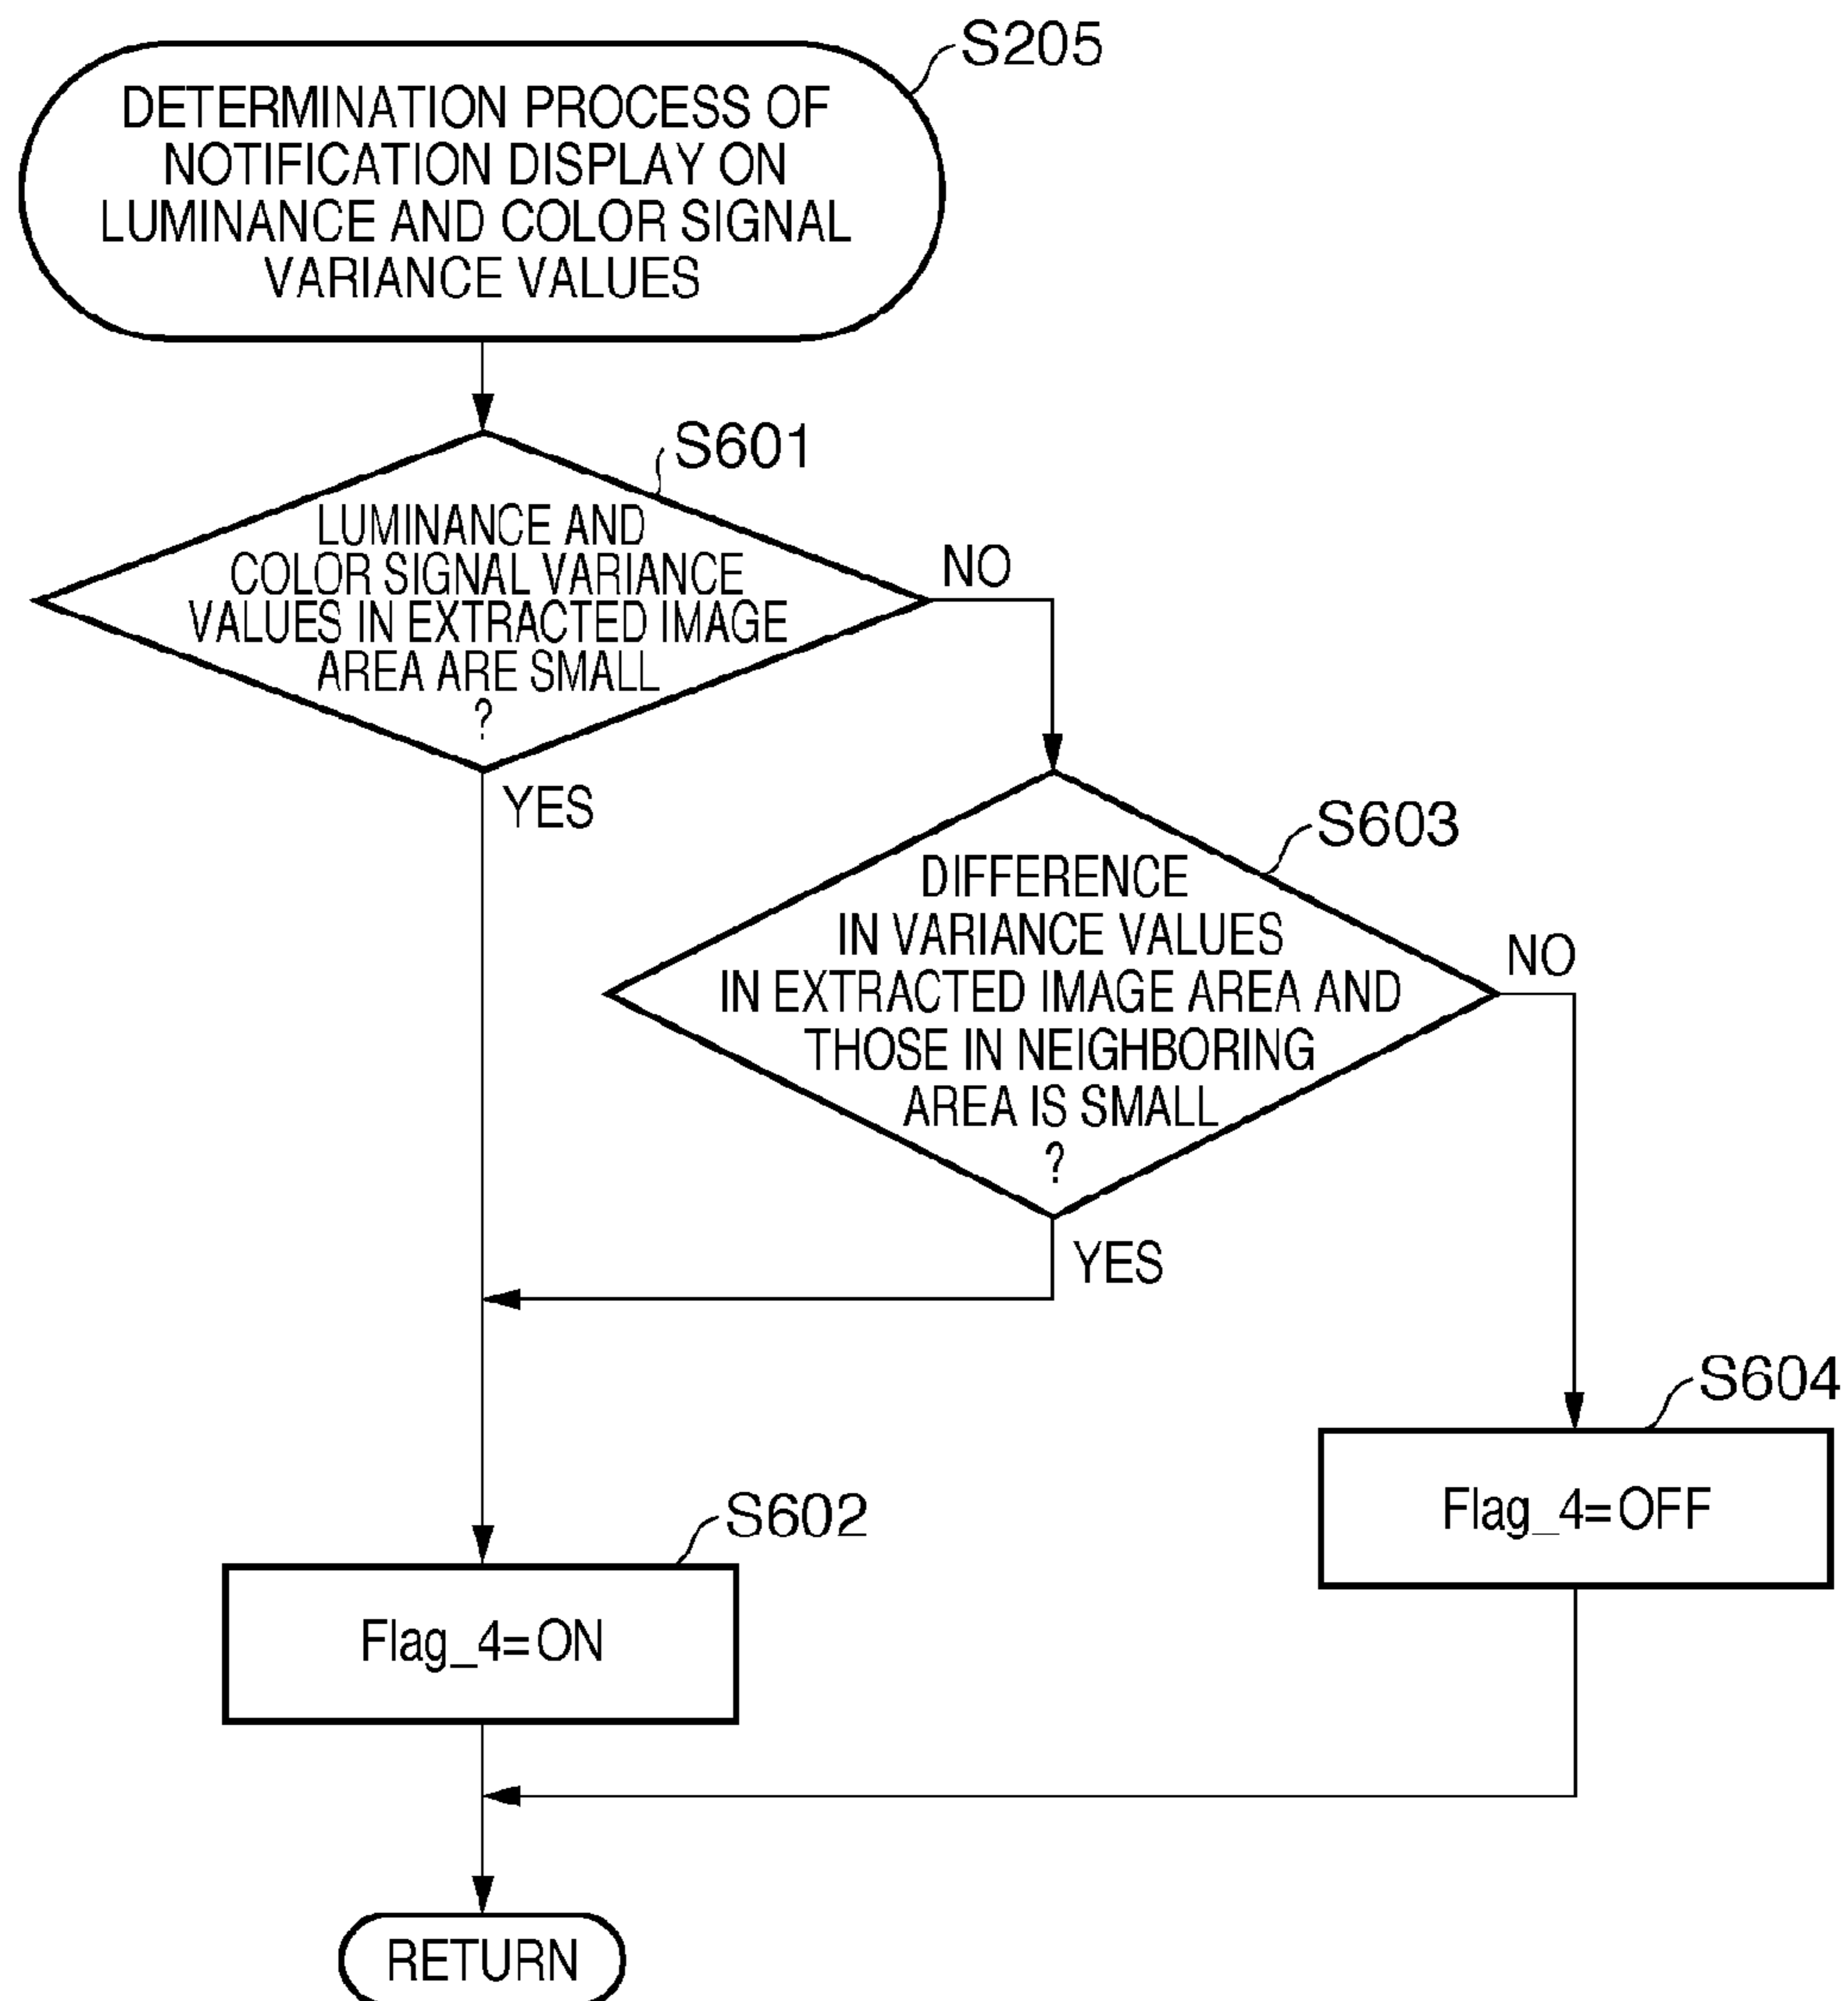 S205
DETERMINATION PROCESS OF
NOTIFICATION DISPLAY ON
LUMINANCE AND COLOR SIGNAL
VARIANCE VALUES
S601
LUMINANCE AND
COLOR SIGNAL VARIANCE
VALUES IN EXTRACTED IMAGE
AREA ARE SMALL
?
NO
YES
S603
DIFFERENCE
IN VARIANCE VALUES
IN EXTRACTED IMAGE AREA AND
THOSE IN NEIGHBORING
AREA IS SMALL
?
NO
YES
S604
Flag_4=OFF
S602
Flag_4=ON
RETURN